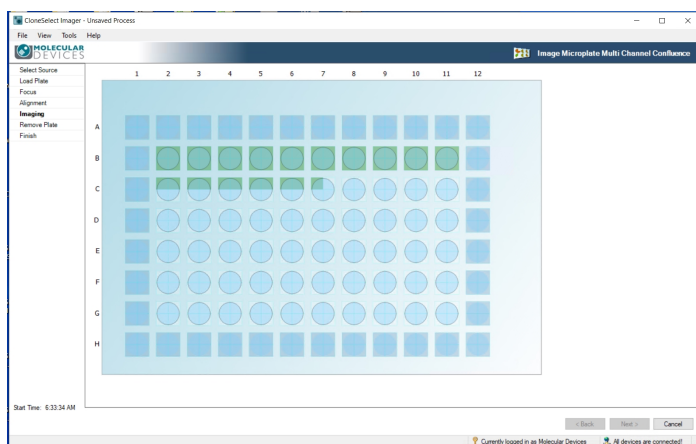 CloneSelect Imager - Unsaved Process
File View Tools Help
MOLECULAR
DEVICES
Image Microplate Multi Channel Confluence
Select Source
Load Plate
Focus
Alignment
Imaging
Remove Plate
Finish
1 2 3 4 5 6 7 8 9 10 11 12
A
B
C
D
E
F
G
H
Start Time: 6:33:34 AM
< Back Next > Cancel
Currently logged in as Molecular Devices All devices are connected!